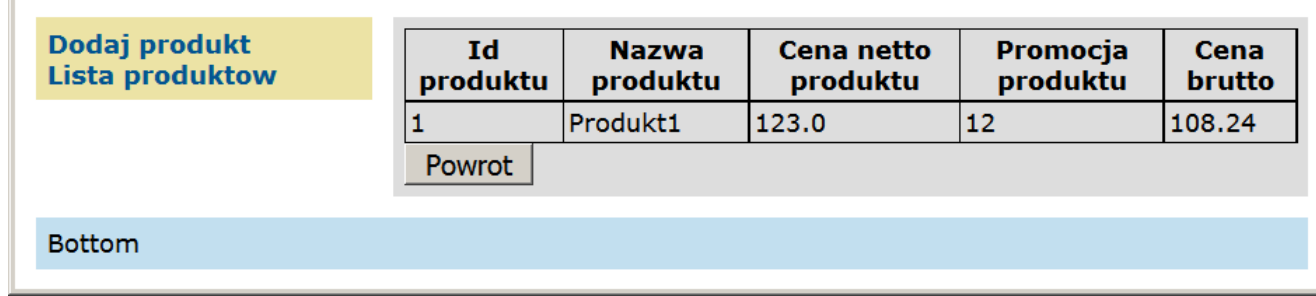 Dodaj produkt
Lista produktow
Id produktu Nazwa produktu Cena netto produktu Promocja produktu Cena brutto
1 Produkt1 123.0 12 108.24
Powrot
Bottom